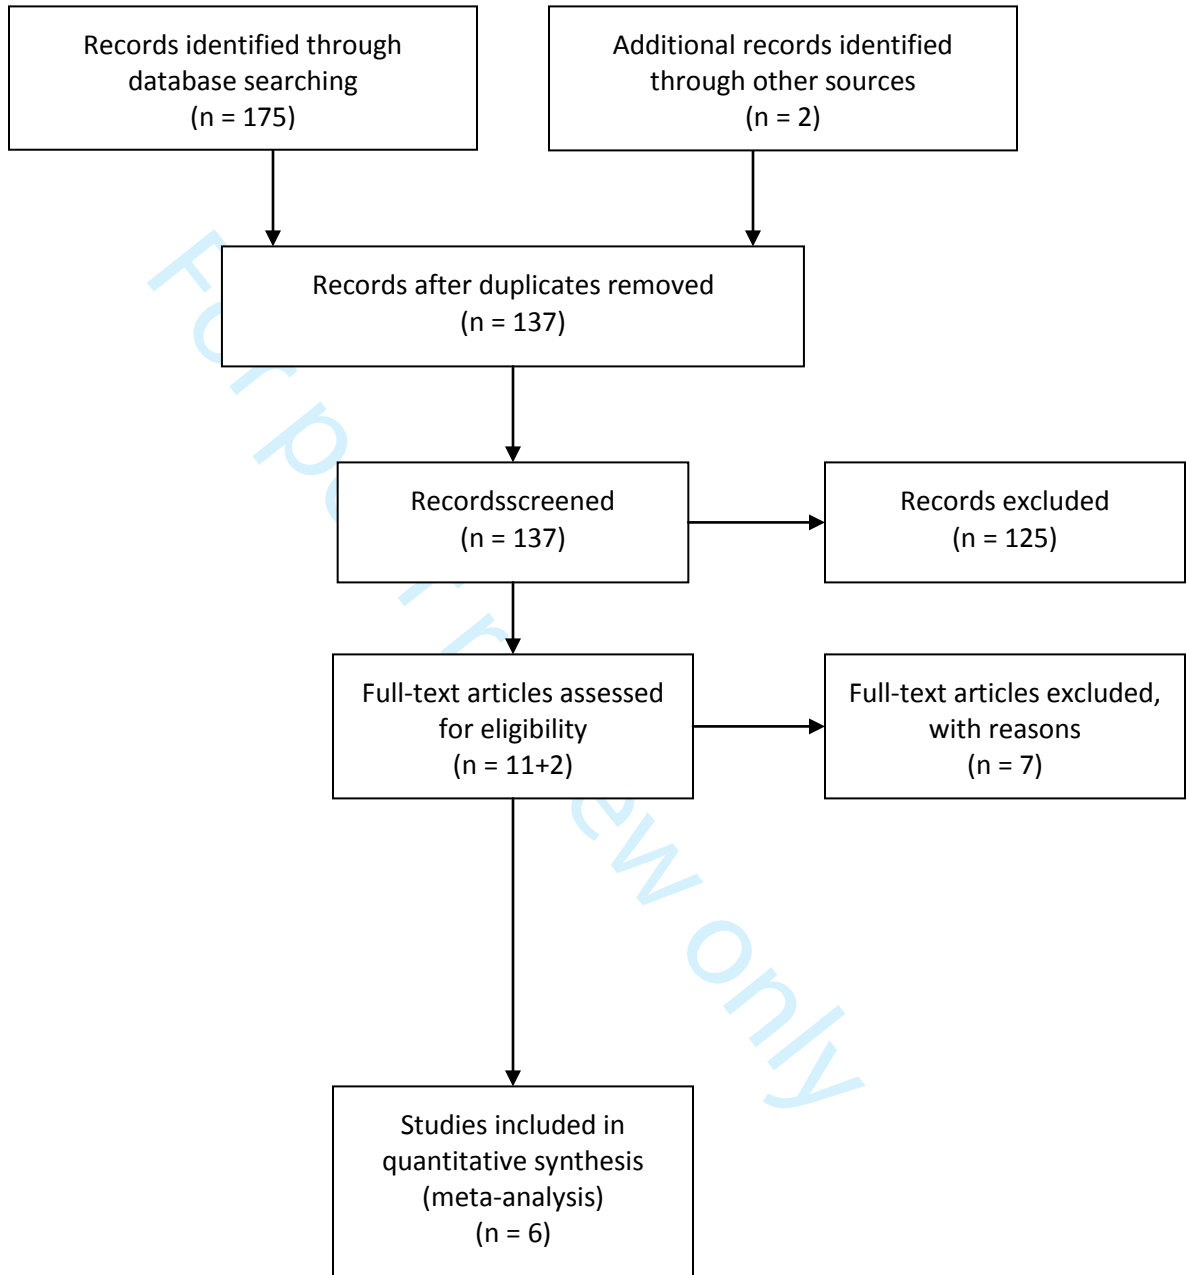 Records identified through
database searching
(n = 175)
Additional records identified
through other sources
(n = 2)
Records after duplicates removed
(n = 137)
Recordsscreened
(n = 137)
Records excluded
(n = 125)
Full-text articles assessed
for eligibility
(n = 11+2)
Full-text articles excluded,
with reasons
(n = 7)
Studies included in
quantitative synthesis
(meta-analysis)
(n = 6)
For peer review only